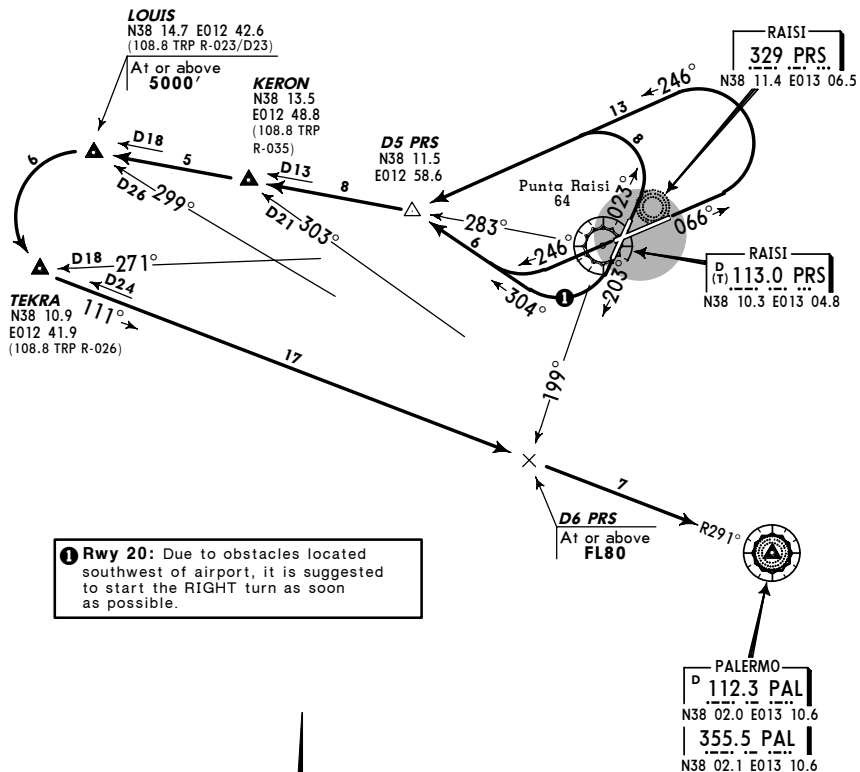 LOUIS
N38 14.7 E012 42.6
(108.8 TRP R-023/D23)
At or above
5000'
KERON
N38 13.5
E012 48.8
(108.8 TRP
R-035)
D5 PRS
N38 11.5
E012 58.6
RAISI
329 PRS
N38 11.4 E013 06.5
246°
13
8
D18
5
D13
8
6
D26
299°
D21
303°
283°
6
246°
304°
1
Punta Raisi
64
023°
066°
203°
RAISI
D
(T) 113.0 PRS
N38 10.3 E013 04.8
D18
271°
D24
111°
TEKRA
N38 10.9
E012 41.9
(108.8 TRP R-026)
17
199°
7
R291°
D6 PRS
At or above
FL80
1 Rwy 20: Due to obstacles located
southwest of airport, it is suggested
to start the RIGHT turn as soon
as possible.
PALERMO
D 112.3 PAL
N38 02.0 E013 10.6
355.5 PAL
N38 02.1 E013 10.6